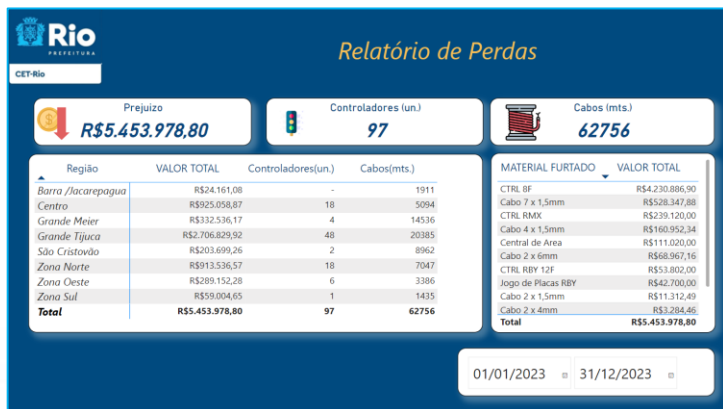 Rio
PREFEITURA
CET-Rio
Relatório de Perdas
Prejuizo
R$5.453.978,80
Controladores (un.)
97
Cabos (mts.)
62756
Região VALOR TOTAL Controladores(un.) Cabos(mts.)
Barra /Jacarepagua R$24.161,08 - 1911
Centro R$925.058,87 18 5094
Grande Meier R$332.536,17 4 14536
Grande Tijuca R$2.706.829,92 48 20385
São Cristovão R$203.699,26 2 8962
Zona Norte R$913.536,57 18 7047
Zona Oeste R$289.152,28 6 3386
Zona Sul R$59.004,65 1 1435
Total R$5.453.978,80 97 62756
MATERIAL FURTADO VALOR TOTAL
CTRL 8F R$4.230.886,90
Cabo 7 x 1,5mm R$528.347,88
CTRL RMX R$239.120,00
Cabo 4 x 1,5mm R$160.952,34
Central de Area R$111.020,00
Cabo 2 x 6mm R$68.967,16
CTRL RBY 12F R$53.802,00
Jogo de Placas RBY R$42.700,00
Cabo 2 x 1,5mm R$11.312,49
Cabo 2 x 4mm R$3.284,46
Total R$5.453.978,80
01/01/2023 31/12/2023